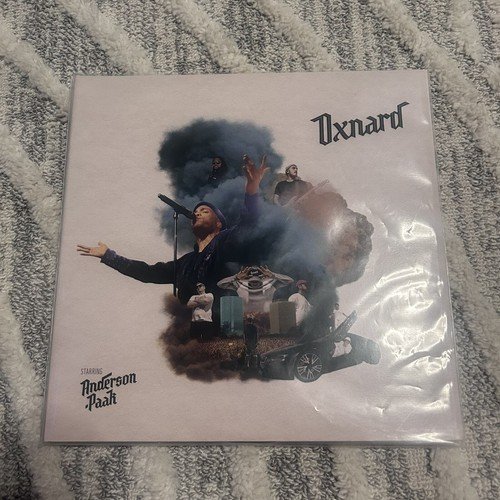 Oxnard
STARRING
Anderson
.Paak